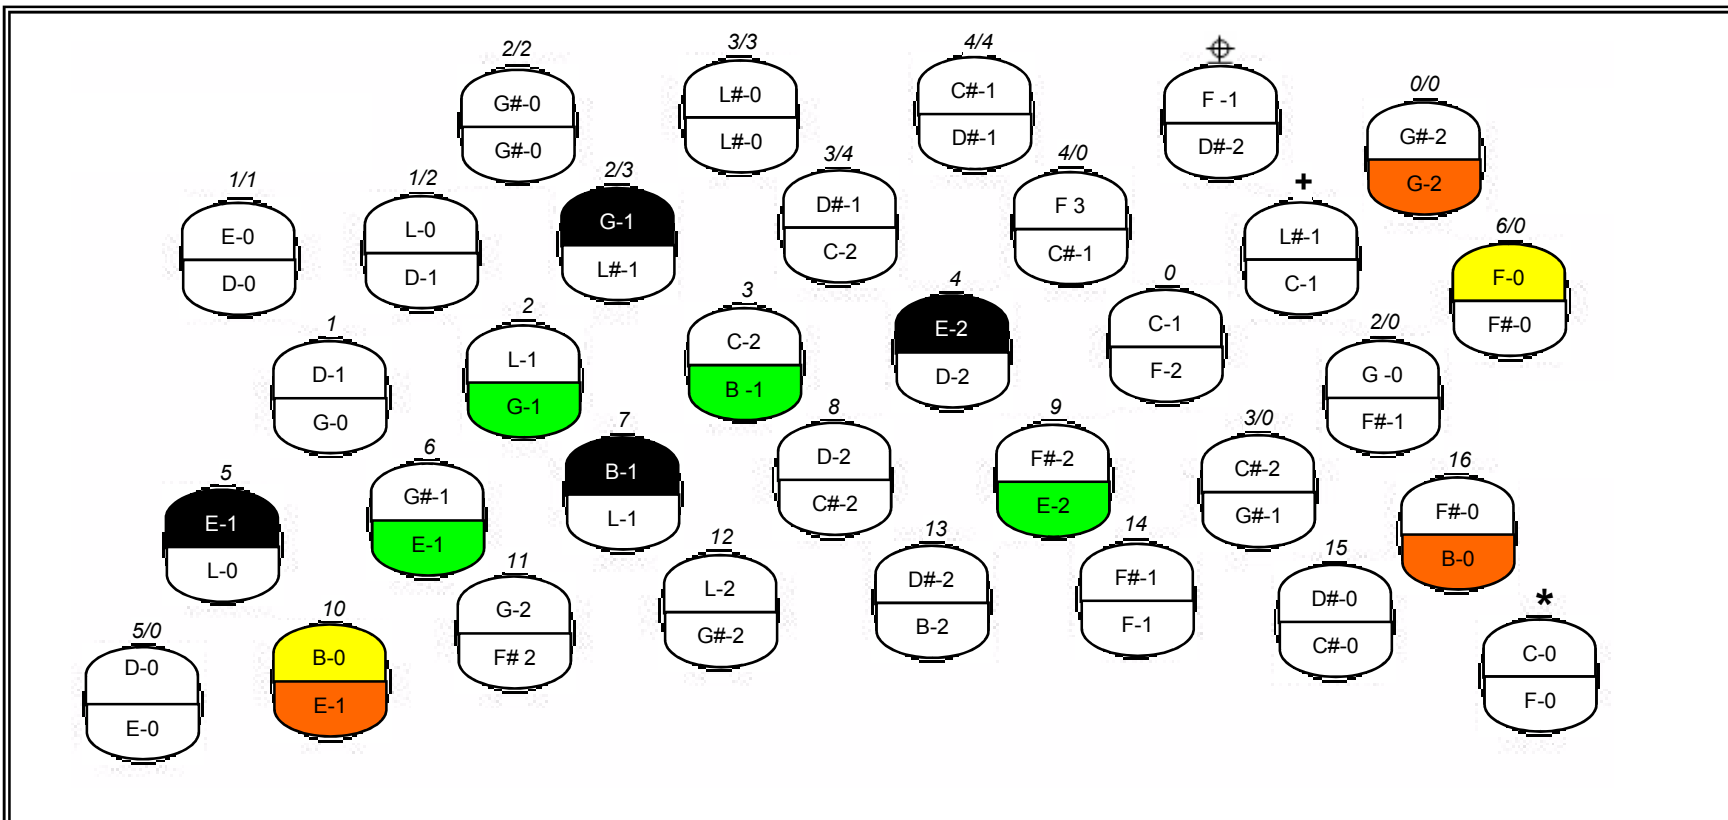 2/2
G#-0
G#-0
3/3
L#-0
L#-0
4/4
C#-1
D#-1
F -1
D#-2
0/0
G#-2
G-2
1/1
E-0
D-0
1/2
L-0
D-1
2/3
G-1
L#-1
3/4
D#-1
C-2
4/0
F 3
C#-1
+
L#-1
C-1
6/0
F-0
F#-0
1
D-1
G-0
2
L-1
G-1
3
C-2
B -1
4
E-2
D-2
0
C-1
F-2
2/0
G -0
F#-1
5
E-1
L-0
6
G#-1
E-1
7
B-1
L-1
8
D-2
C#-2
9
F#-2
E-2
3/0
C#-2
G#-1
16
F#-0
B-0
5/0
D-0
E-0
10
B-0
E-1
11
G-2
F# 2
12
L-2
G#-2
13
D#-2
B-2
14
F#-1
F-1
15
D#-0
C#-0
*
C-0
F-0